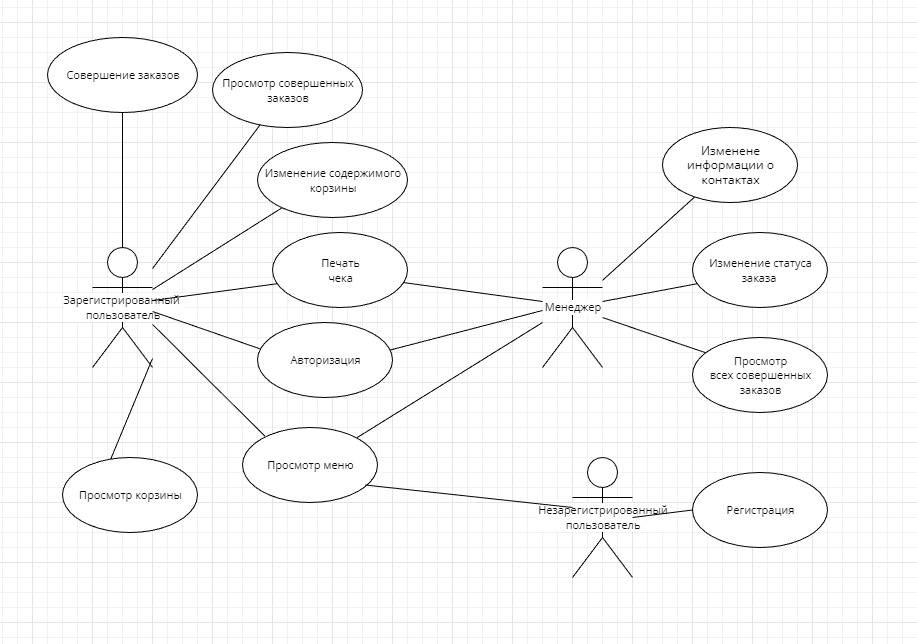 Совершение заказов
Просмотр совершенных
заказов
Изменение содержимого
корзины
Изменене
информации о
контактах
Печать
чека
Изменение статуса
заказа
Зарегистрированный
пользователь
Менеджер
Авторизация
Просмотр
всех совершенных
заказов
Просмотр меню
Просмотр корзины
Незарегистрированный
пользователь
Регистрация